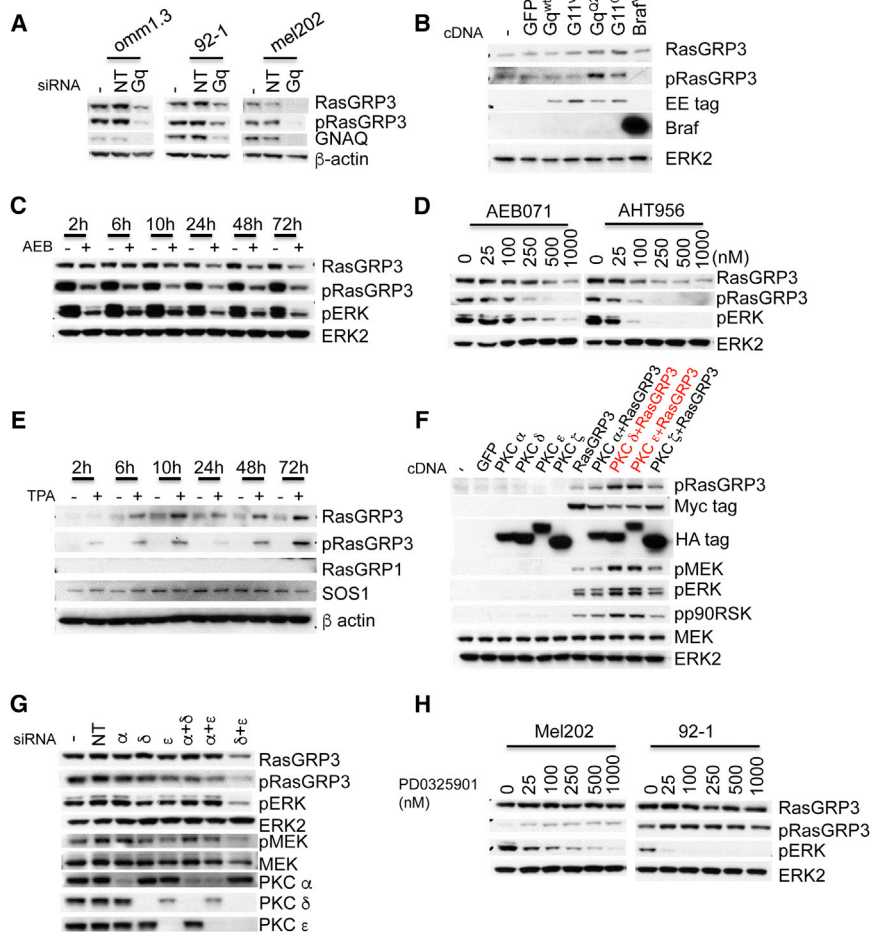 A
omm1.3 92-1 mel202
siRNA - NT Gq - NT Gq - NT Gq
RasGRP3
pRasGRP3
GNAQ
β-actin
B
cDNA - GFP
RasGRP3
pRasGRP3
EE tag
Braf
ERK2
C
2h 6h 10h 24h 48h 72h
AEB - + - + - + - + - + - +
RasGRP3
pRasGRP3
pERK
ERK2
D
AEB071 AHT956
0 25 100 250 500 1000 0 25 100 250 500 1000 (nM)
RasGRP3
pRasGRP3
pERK
ERK2
E
2h 6h 10h 24h 48h 72h
TPA - + - + - + - + - + - +
RasGRP3
pRasGRP3
RasGRP1
SOS1
β actin
F
cDNA - GFP PKC α PKC δ PKC ε PKC ζ RasGRP3 PKC α+RasGRP3 PKC δ+RasGRP3 PKC ε+RasGRP3 PKC ζ+RasGRP3
pRasGRP3
Myc tag
HA tag
pMEK
pERK
pp90RSK
MEK
ERK2
G
siRNA - NT α δ ε α+δ α+ε δ+ε
RasGRP3
pRasGRP3
pERK
ERK2
pMEK
MEK
PKC α
PKC δ
PKC ε
H
Mel202 92-1
PD0325901
(nM)
0 25 100 250 500 1000 0 25 100 250 500 1000
RasGRP3
pRasGRP3
pERK
ERK2